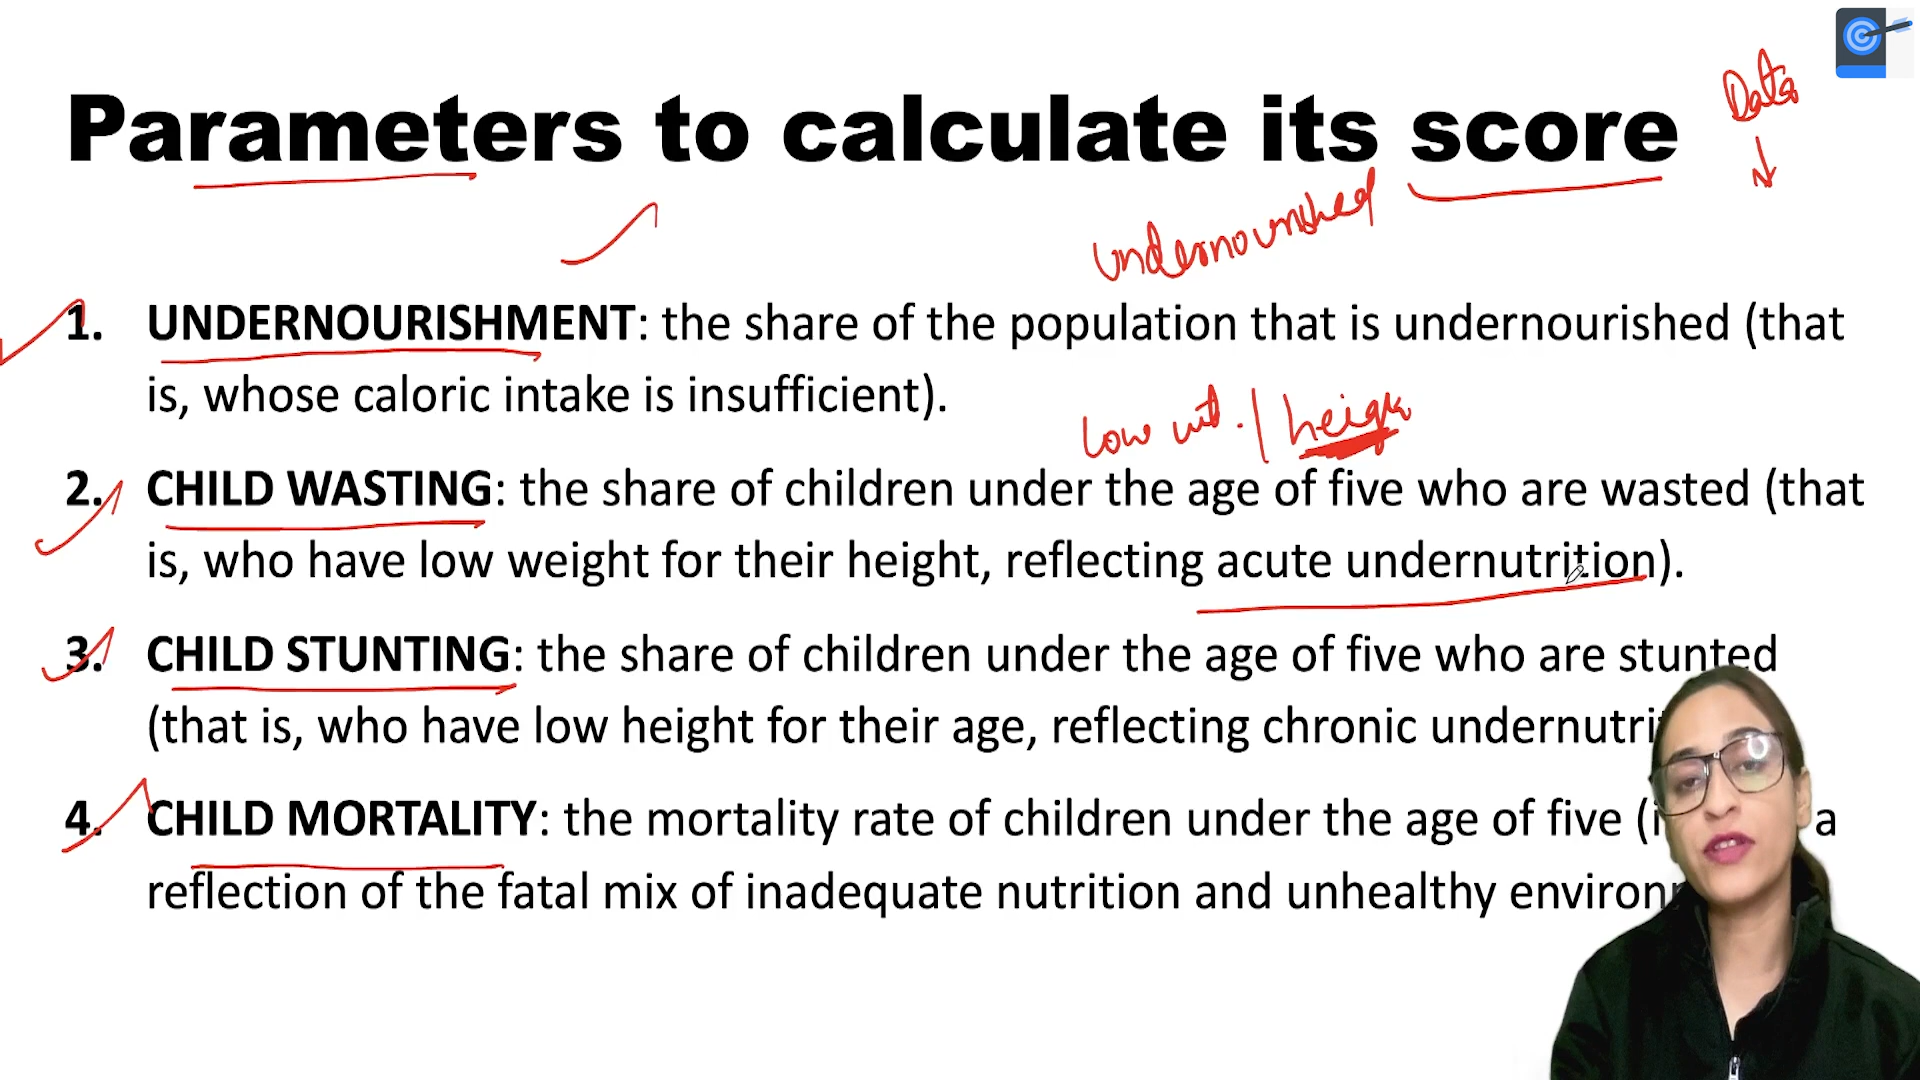 Parameters to calculate its score
Data
undernourished
1. UNDERNOURISHMENT: the share of the population that is undernourished (that
is, whose caloric intake is insufficient).
low wt. / heigh
2. CHILD WASTING: the share of children under the age of five who are wasted (that
is, who have low weight for their height, reflecting acute undernutrition).
3. CHILD STUNTING: the share of children under the age of five who are stunted
(that is, who have low height for their age, reflecting chronic undernutri
4. CHILD MORTALITY: the mortality rate of children under the age of five ( a
reflection of the fatal mix of inadequate nutrition and unhealthy environ